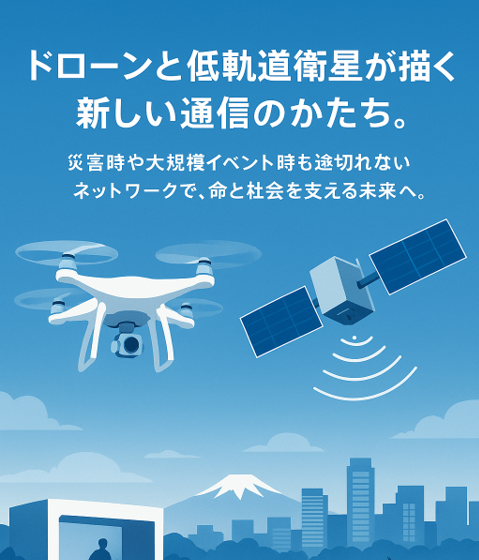 ドローンと低軌道衛星が描く
新しい通信のかたち。
災害時や大規模イベント時も途切れない
ネットワークで、命と社会を支える未来へ。